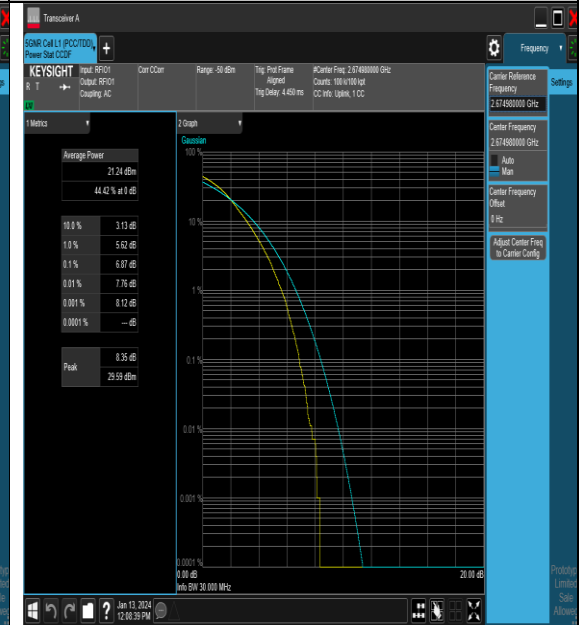 Transceiver A
5GNR Cell L1 (PCC/TDD),
Power Stat CCDF
Frequency
KEYSIGHT
Input: RFIO1
Output: RFIO1
Coupling: AC
R T
Corr CCorr
Range: -50 dBm
Trig: Prot Frame
Aligned
Trig Delay: 4.450 ms
#Center Freq: 2.674980000 GHz
Counts: 100 k/100 kpt
CC Info: Uplink, 1 CC
Settings
Carrier Reference
Frequency
2.674980000 GHz
Center Frequency
2.674980000 GHz
Auto
Man
Center Frequency
Offset
0 Hz
Adjust Center Freq
to Carrier Config
1 Metrics
Average Power
21.24 dBm
44.42 % at 0 dB
10.0 % 3.13 dB
1.0 % 5.62 dB
0.1 % 6.87 dB
0.01 % 7.76 dB
0.001 % 8.12 dB
0.0001 % --- dB
Peak 8.35 dB
29.59 dBm
2 Graph
Gaussian
100 %
10 %
1 %
0.1 %
0.01 %
0.001 %
0.0001 %
0.00 dB
20.00 dB
Info BW 30.000 MHz
Jan 13, 2024
12:08:39 PM
Prototyp
Limited
Sale
Allowed